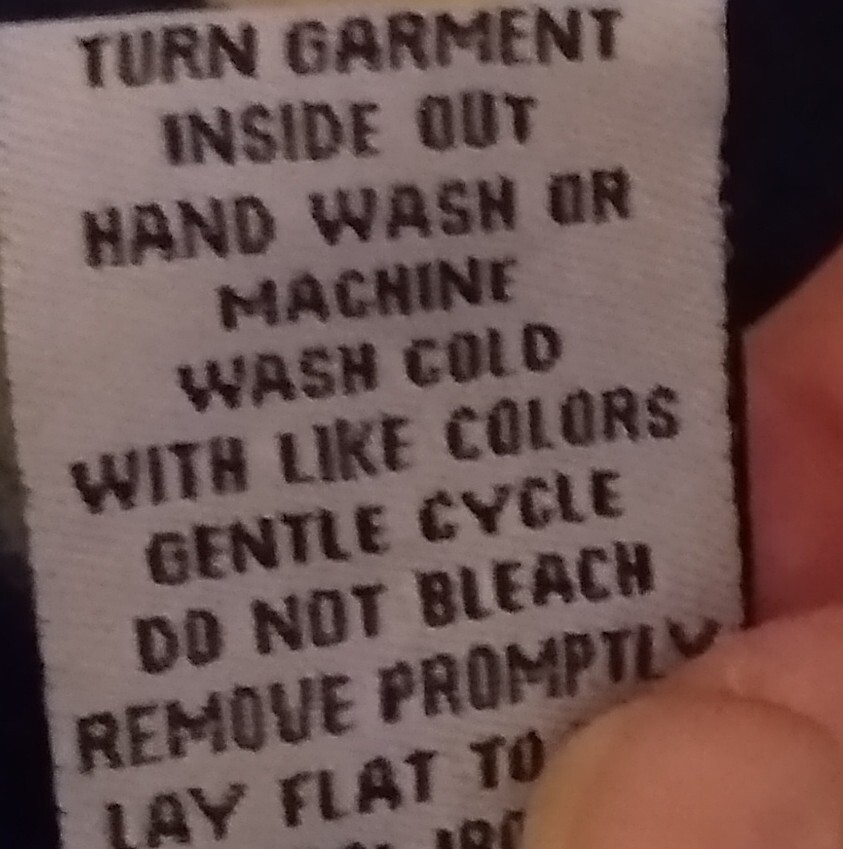 TURN GARMENT
INSIDE OUT
HAND WASH OR
MACHINE
WASH COLD
WITH LIKE COLORS
GENTLE CYCLE
DO NOT BLEACH
REMOVE PROMPTLY
LAY FLAT TO